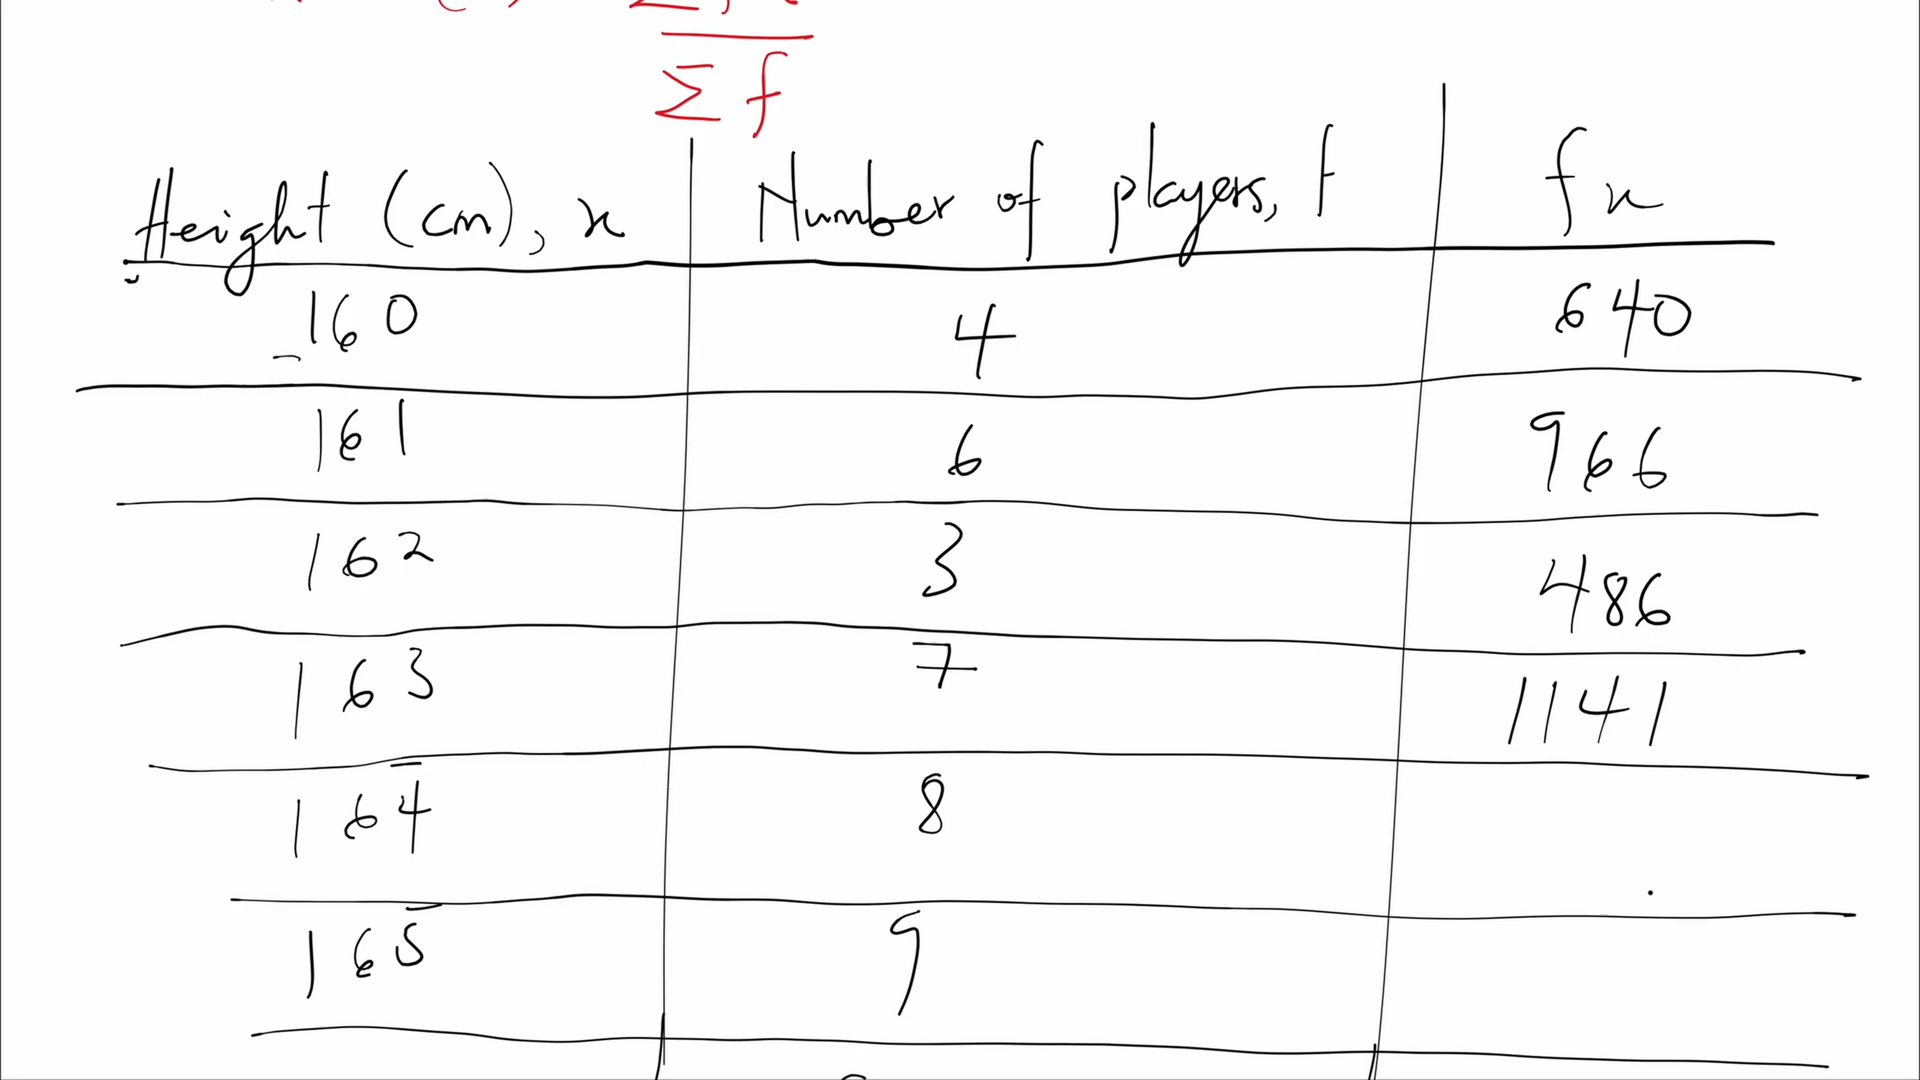 Σ f
Height (cm), x Number of players, f fx
160 4 640
161 6 966
162 3 486
163 7 1141
164 8
165 9